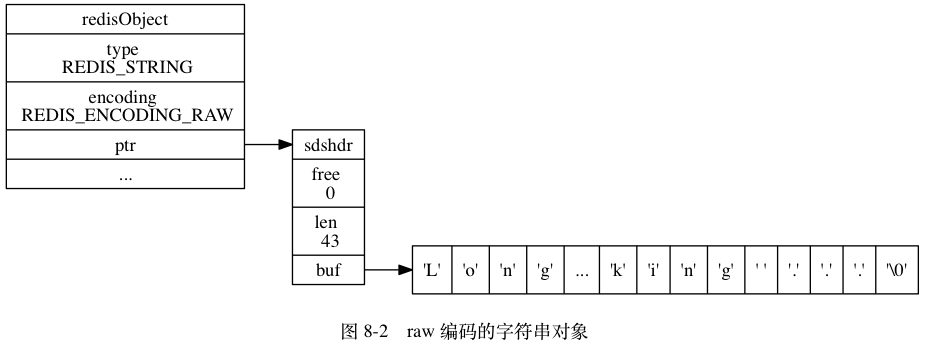 redisObject
type
REDIS_STRING
encoding
REDIS_ENCODING_RAW
ptr
...
sdshdr
free
0
len
43
buf
'L' 'o' 'n' 'g' ... 'k' 'i' 'n' 'g' ' ' '.' '.' '.' '\0'
图 8-2 raw 编码的字符串对象